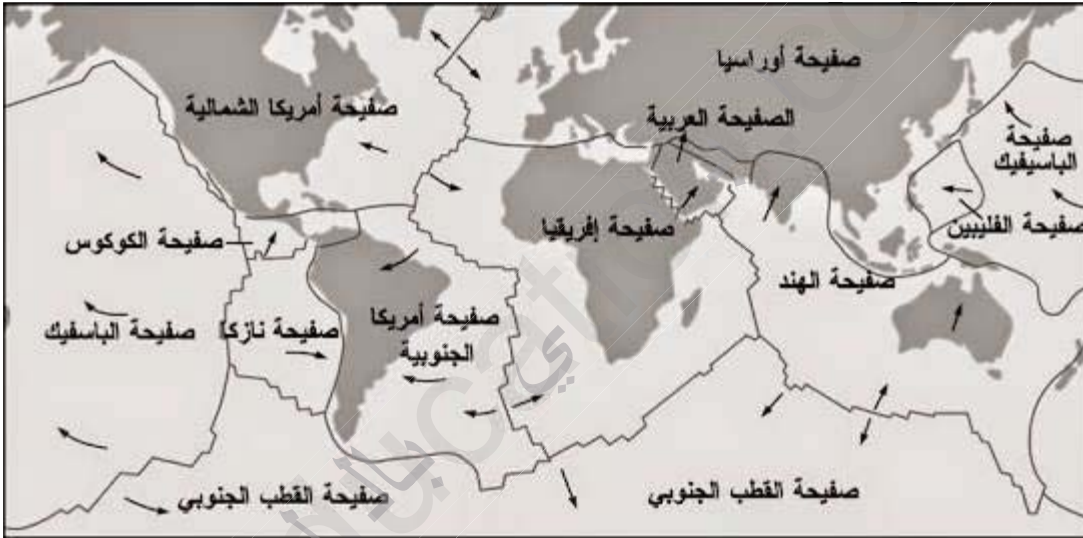 صفيحة أوراسيا
صفيحة أمريكا الشمالية
الصفيحة العربية
صفيحة
الباسيفيك
صفيحة الفليبين
صفيحة إفريقيا
صفيحة الكوكوس
صفيحة الهند
صفيحة الباسفيك
صفيحة نازكا
صفيحة أمريكا
الجنوبية
صفيحة القطب الجنوبي
صفيحة القطب الجنوبي